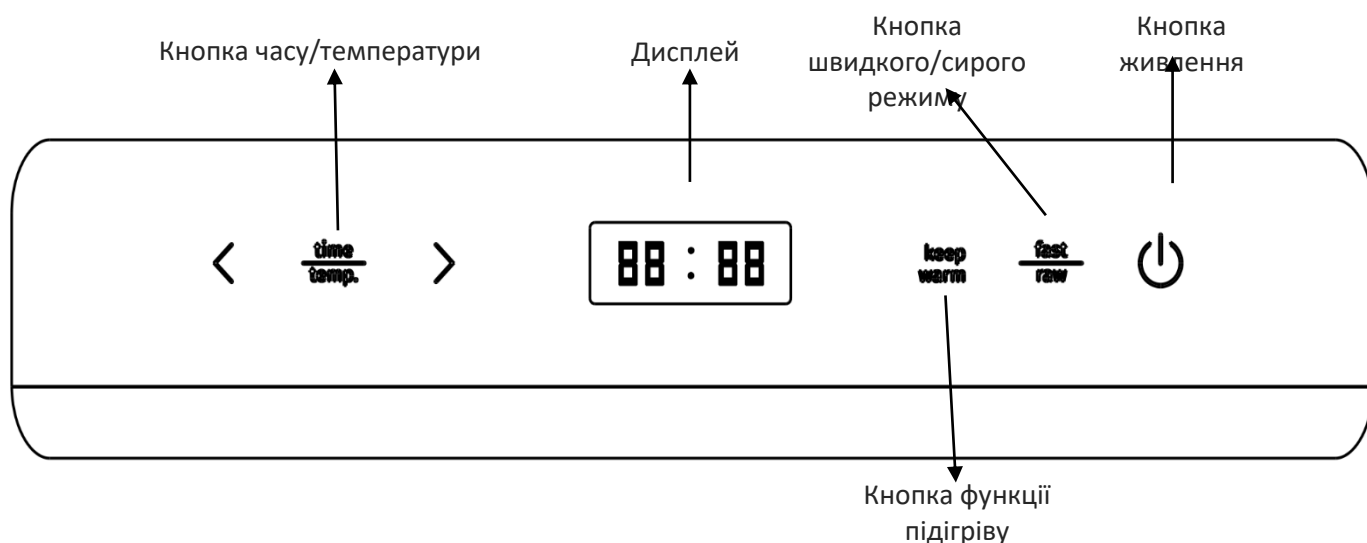 Кнопка часу/температури
Дисплей
Кнопка
швидкого/сирого
режиму
Кнопка
живлення
<
time
temp.
>
88 : 88
keep
warm
fast
raw
Кнопка функції
підігріву